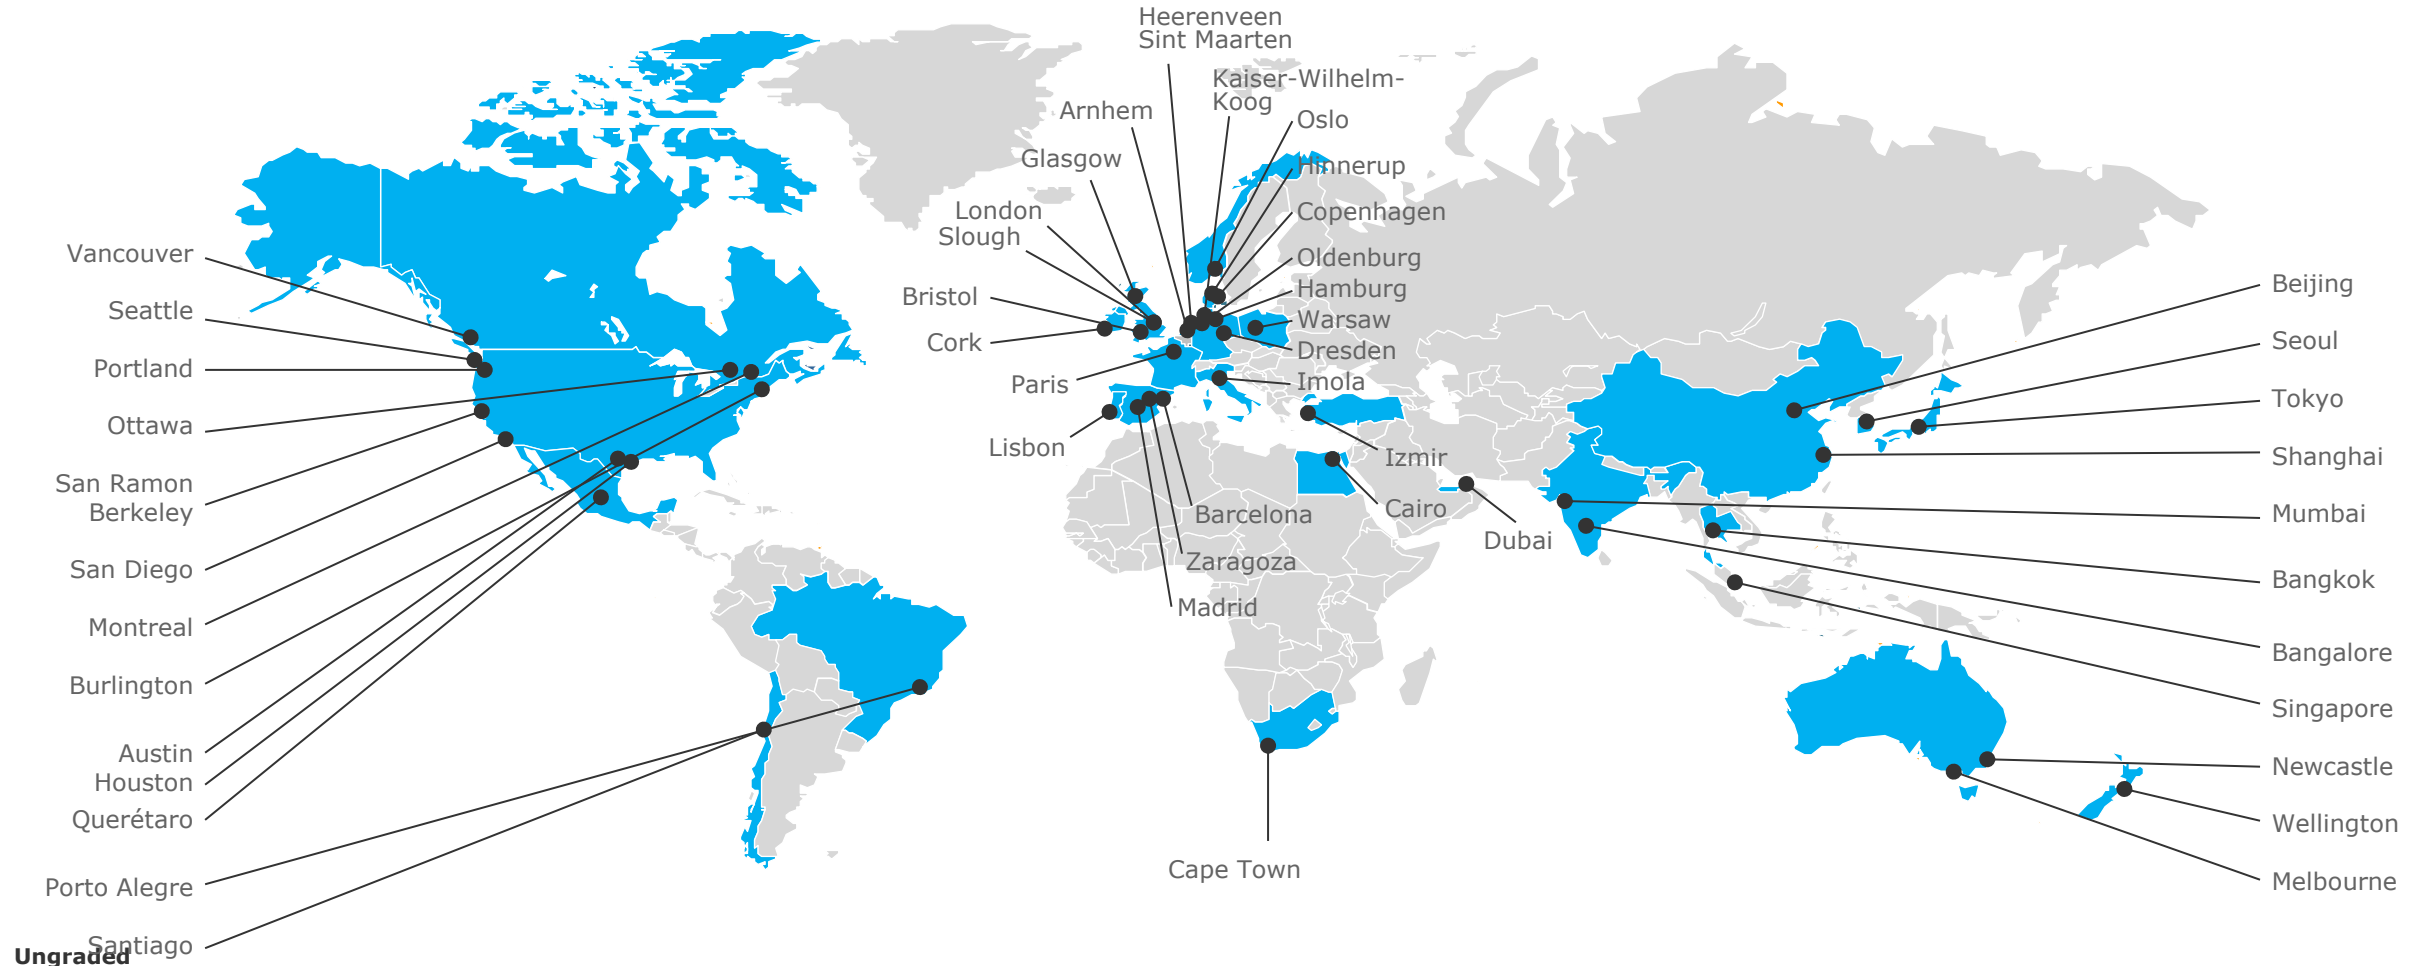 Heerenveen
Sint Maarten
Kaiser-Wilhelm-
Koog
Arnhem
Oslo
Glasgow
Hinnerup
London
Copenhagen
Slough
Oldenburg
Bristol
Hamburg
Warsaw
Cork
Dresden
Paris
Imola
Lisbon
Izmir
Cairo
Barcelona
Dubai
Zaragoza
Madrid
Cape Town
Vancouver
Seattle
Portland
Ottawa
San Ramon
Berkeley
San Diego
Montreal
Burlington
Austin
Houston
Querétaro
Porto Alegre
Santiago
Beijing
Seoul
Tokyo
Shanghai
Mumbai
Bangkok
Bangalore
Singapore
Newcastle
Wellington
Melbourne
Ungraded